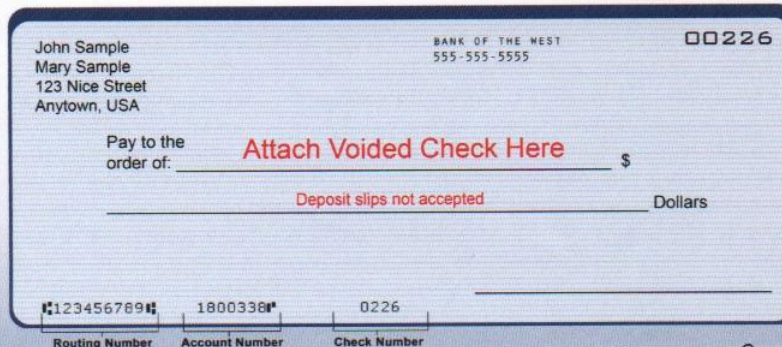 John Sample
Mary Sample
123 Nice Street
Anytown, USA
BANK OF THE WEST
555-555-5555
00226
Pay to the
order of: Attach Voided Check Here $
Deposit slips not accepted Dollars
⑆123456789⑆ 1800338⑈ 0226
Routing Number Account Number Check Number